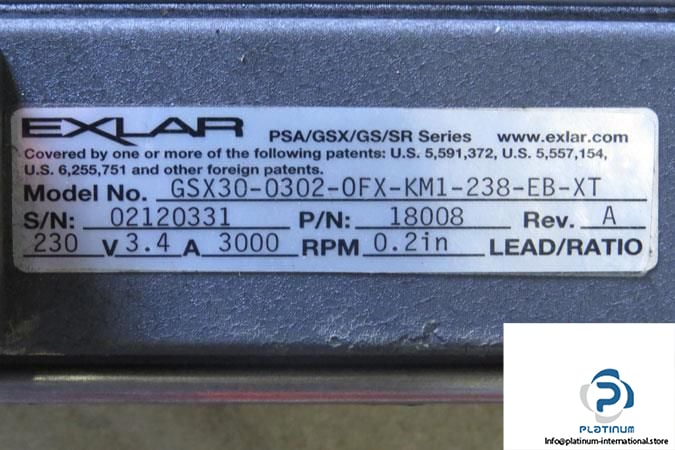 EXLAR PSA/GSX/GS/SR Series www.exlar.com
Covered by one or more of the following patents: U.S. 5,591,372, U.S. 5,557,154,
U.S. 6,255,751 and other foreign patents.
Model No. GSX30-0302-OFX-KM1-238-EB-XT
S/N: 02120331 P/N: 18008 Rev. A
230 V 3.4 A 3000 RPM 0.2in LEAD/RATIO
PLATINUM
Info@platinum-international.store